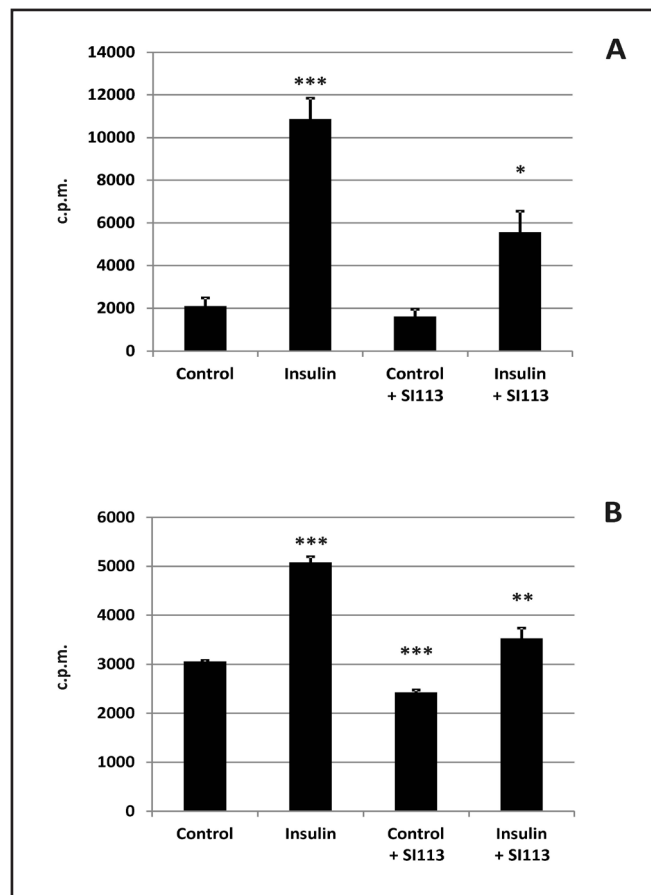 A
14000
12000
10000
8000
6000
4000
2000
0
c.p.m.
***
*
Control Insulin Control Insulin
+ SI113 + SI113
B
6000
5000
4000
3000
2000
1000
0
c.p.m.
***
***
**
Control Insulin Control Insulin
+ SI113 + SI113